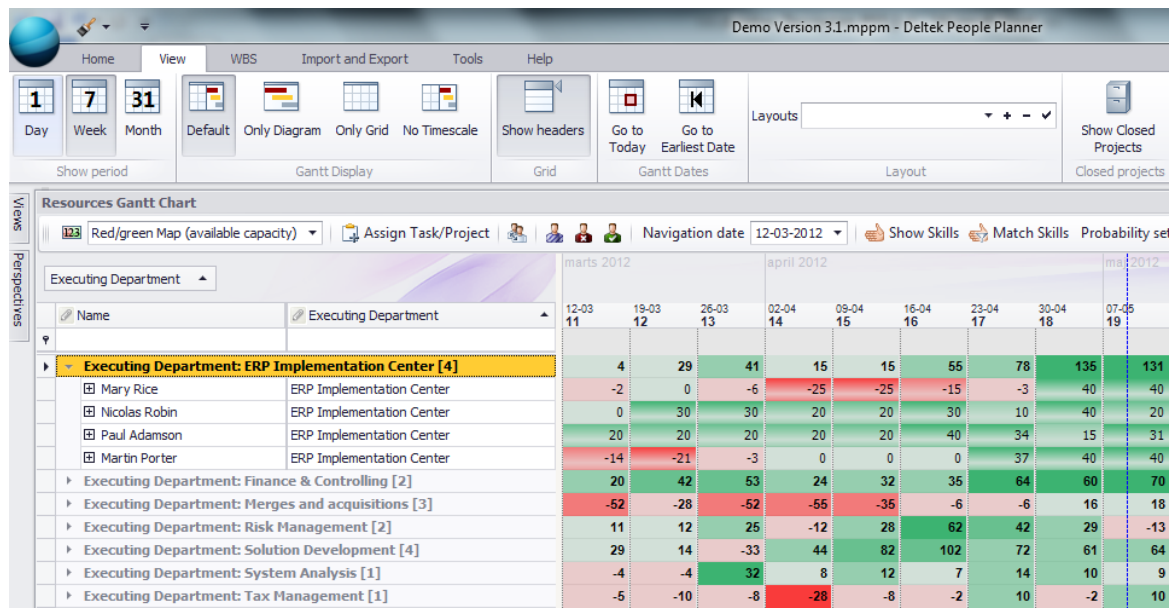 Demo Version 3.1.mppm - Deltek People Planner
Home View WBS Import and Export Tools Help
1 7 31
Day Week Month Default Only Diagram Only Grid No Timescale Show headers Go to Today Go to Earliest Date Layouts Show Closed Projects
Show period Gantt Display Grid Gantt Dates Layout Closed projects
Views
Perspectives
Resources Gantt Chart
123 Red/green Map (available capacity) Assign Task/Project Navigation date 12-03-2012 Show Skills Match Skills Probability set
Executing Department marts 2012 april 2012 maj 2012
Name Executing Department
12-03 19-03 26-03 02-04 09-04 16-04 23-04 30-04 07-05
11 12 13 14 15 16 17 18 19
Executing Department: ERP Implementation Center [4] 4 29 41 15 15 55 78 135 131
Mary Rice ERP Implementation Center -2 0 -6 -25 -25 -15 -3 40 40
Nicolas Robin ERP Implementation Center 0 30 30 20 20 30 10 40 20
Paul Adamson ERP Implementation Center 20 20 20 20 20 40 34 15 31
Martin Porter ERP Implementation Center -14 -21 -3 0 0 0 37 40 40
Executing Department: Finance & Controlling [2] 20 42 53 24 32 35 64 60 70
Executing Department: Merges and acquisitions [3] -52 -28 -52 -55 -35 -6 -6 16 18
Executing Department: Risk Management [2] 11 12 25 -12 28 62 42 29 -13
Executing Department: Solution Development [4] 29 14 -33 44 82 102 72 61 64
Executing Department: System Analysis [1] -4 -4 32 8 12 7 14 10 9
Executing Department: Tax Management [1] -5 -10 -8 -28 -8 -2 10 -2 10